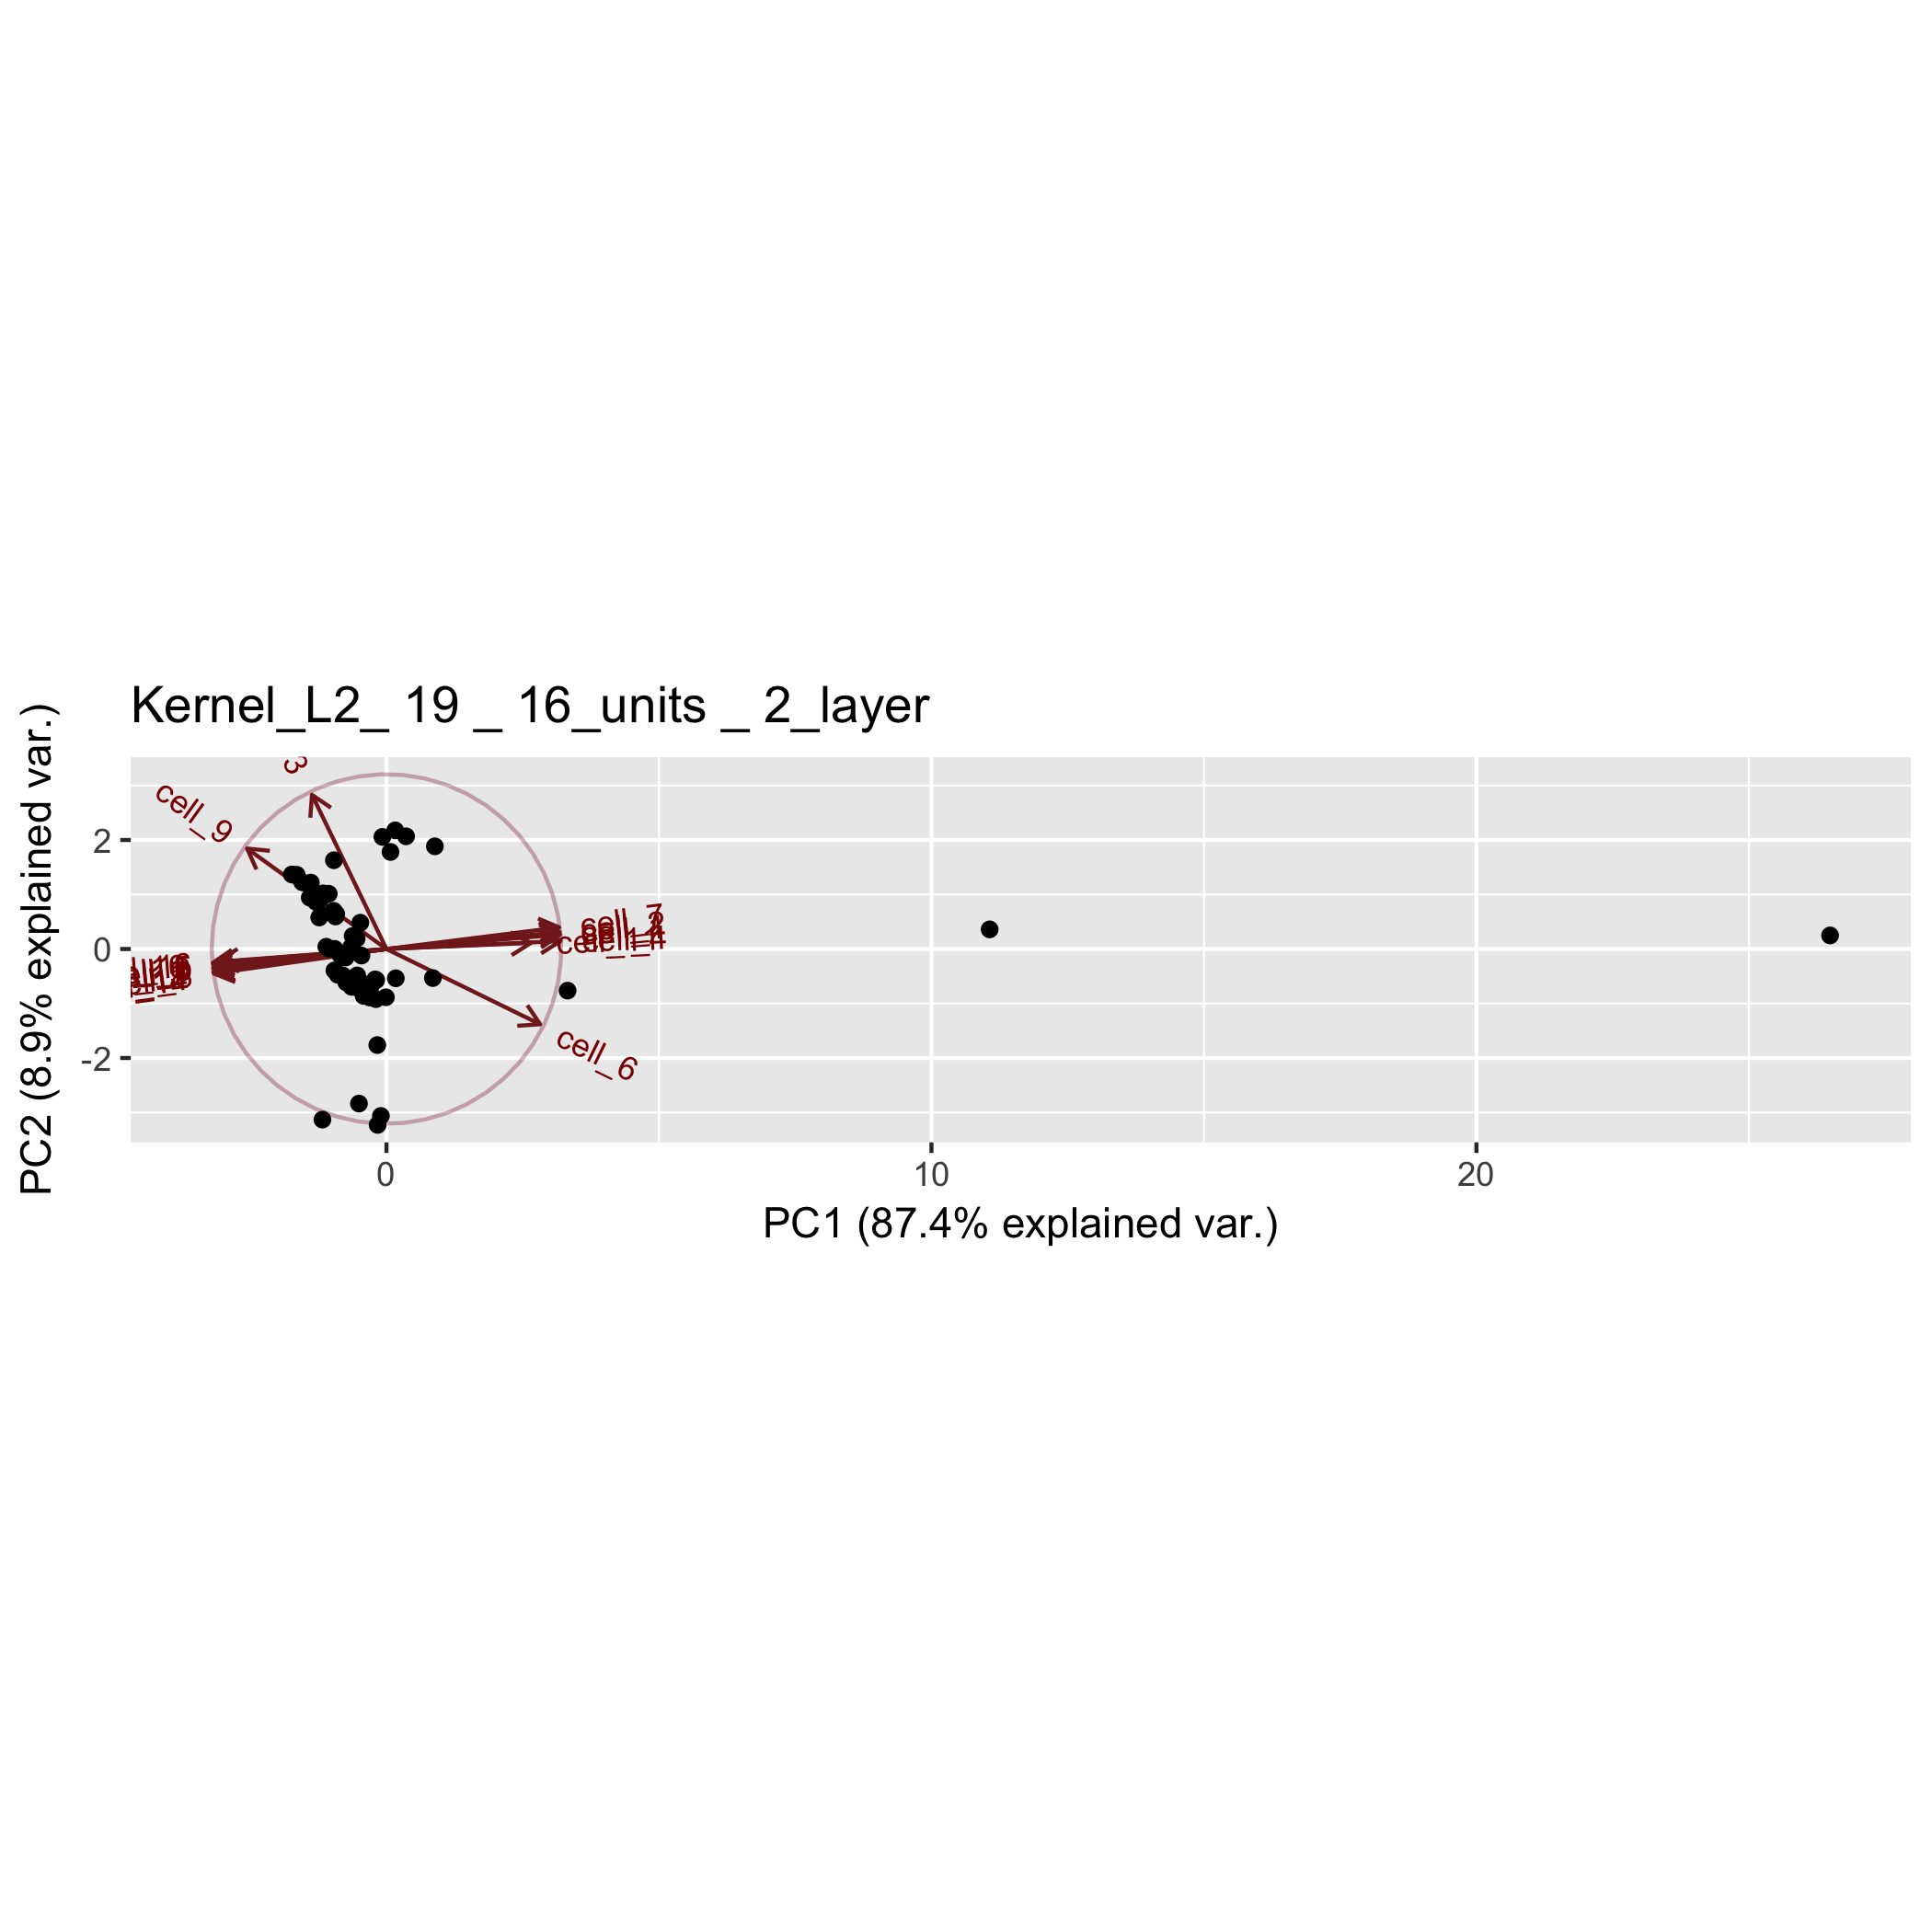 Kernel_L2_ 19 _ 16_units _ 2_layer
PC2 (8.9% explained var.)
2
0
-2
3
cell_9
cell_6
0
10
20
PC1 (87.4% explained var.)